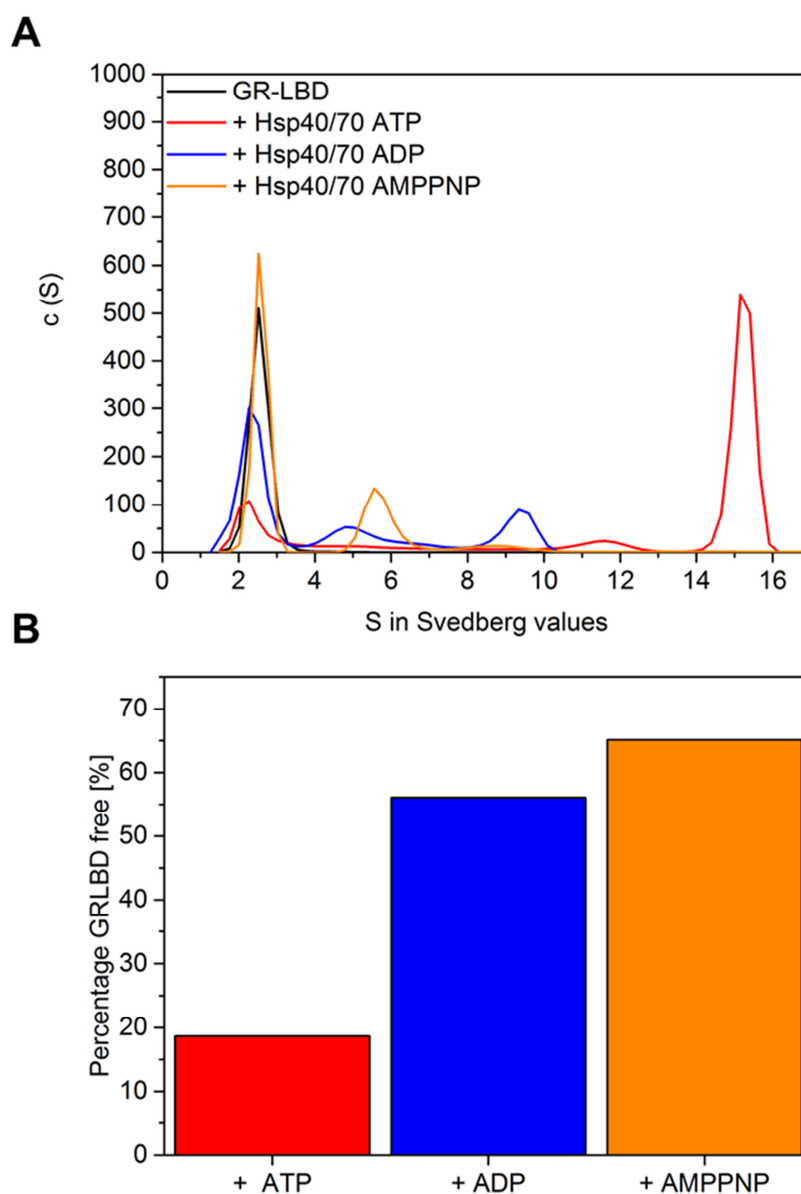 A
1000
900
800
700
600
500
400
300
200
100
0
c (S)
GR-LBD
+ Hsp40/70 ATP
+ Hsp40/70 ADP
+ Hsp40/70 AMPPNP
0 2 4 6 8 10 12 14 16
S in Svedberg values
B
70
60
50
40
30
20
10
0
Percentage GRLBD free [%]
+ ATP + ADP + AMPPNP